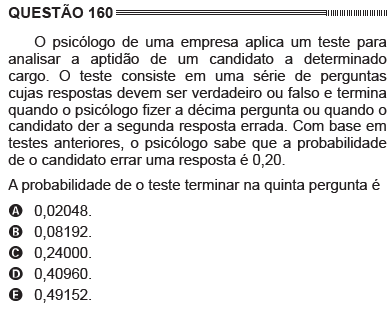 QUESTÃO 160
O psicólogo de uma empresa aplica um teste para
analisar a aptidão de um candidato a determinado
cargo. O teste consiste em uma série de perguntas
cujas respostas devem ser verdadeiro ou falso e termina
quando o psicólogo fizer a décima pergunta ou quando o
candidato der a segunda resposta errada. Com base em
testes anteriores, o psicólogo sabe que a probabilidade
de o candidato errar uma resposta é 0,20.
A probabilidade de o teste terminar na quinta pergunta é
A 0,02048.
B 0,08192.
C 0,24000.
D 0,40960.
E 0,49152.